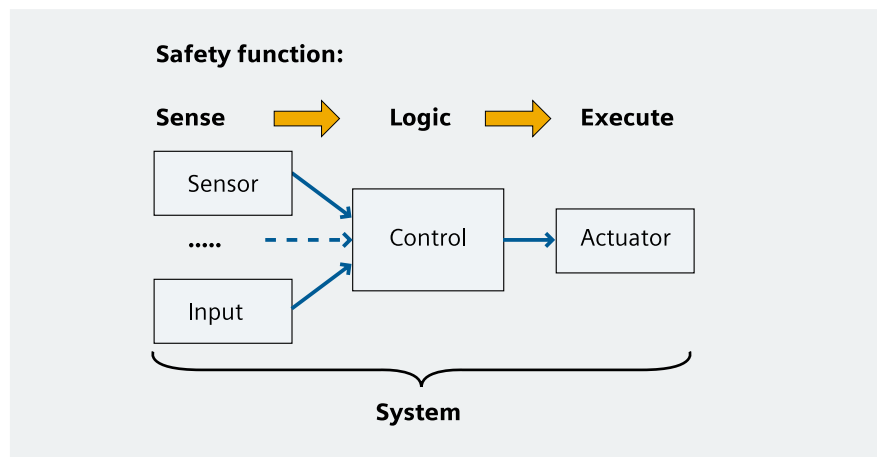 Safety function:
Sense Logic Execute
Sensor
.....
Control
Actuator
Input
System